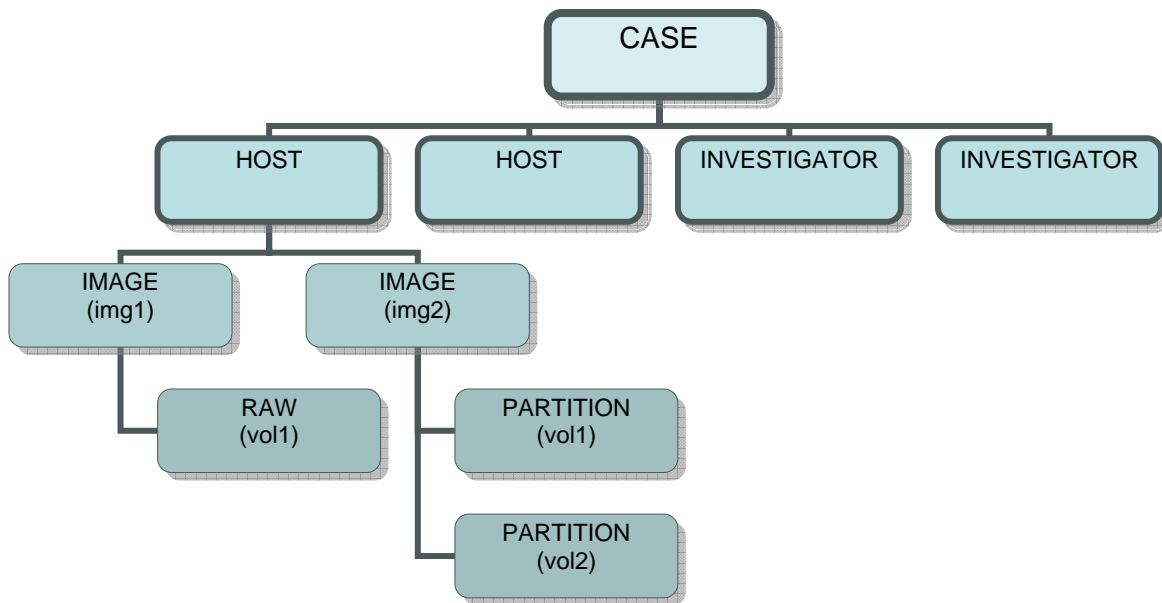 CASE
HOST
HOST
INVESTIGATOR
INVESTIGATOR
IMAGE
(img1)
IMAGE
(img2)
RAW
(vol1)
PARTITION
(vol1)
PARTITION
(vol2)